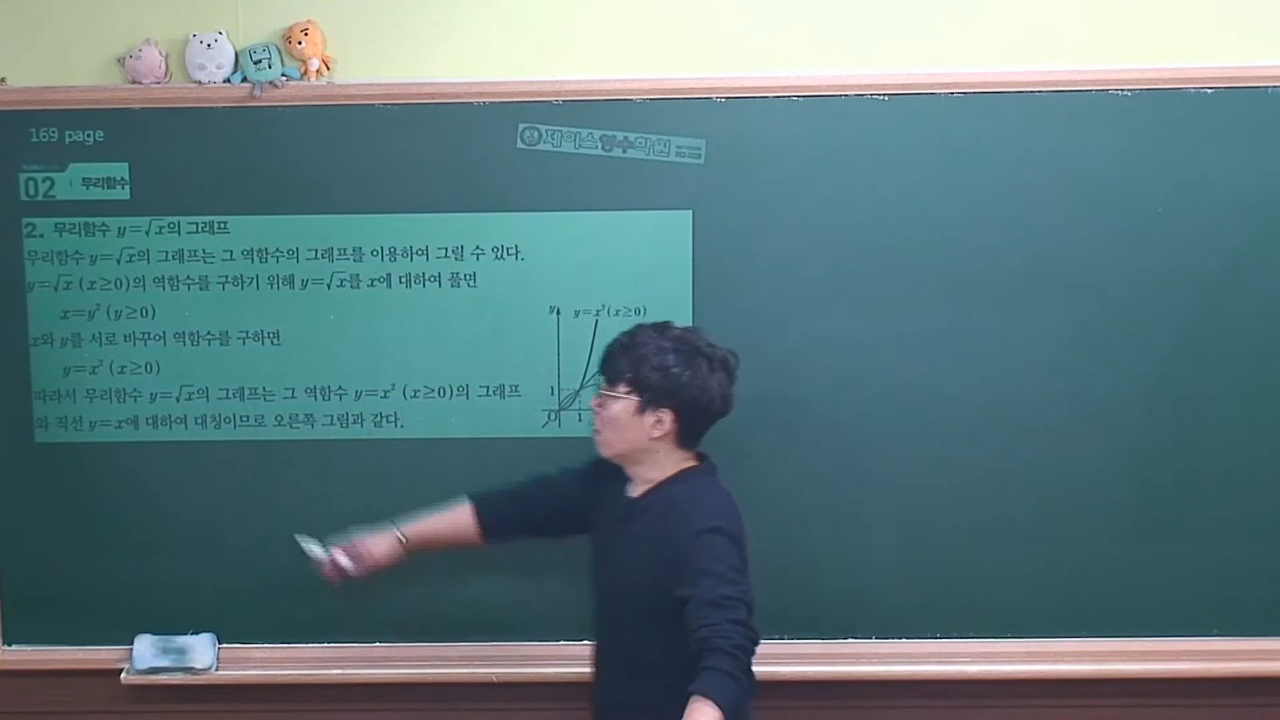 169 page
제이스영수학원
02 무리함수
2. 무리함수 y=√x의 그래프
무리함수 y=√x의 그래프는 그 역함수의 그래프를 이용하여 그릴 수 있다.
y=√x (x≥0)의 역함수를 구하기 위해 y=√x를 x에 대하여 풀면
x=y² (y≥0)
x와 y를 서로 바꾸어 역함수를 구하면
y=x² (x≥0)
따라서 무리함수 y=√x의 그래프는 그 역함수 y=x² (x≥0)의 그래프
와 직선 y=x에 대하여 대칭이므로 오른쪽 그림과 같다.
y
y=x² (x≥0)
1
O
1